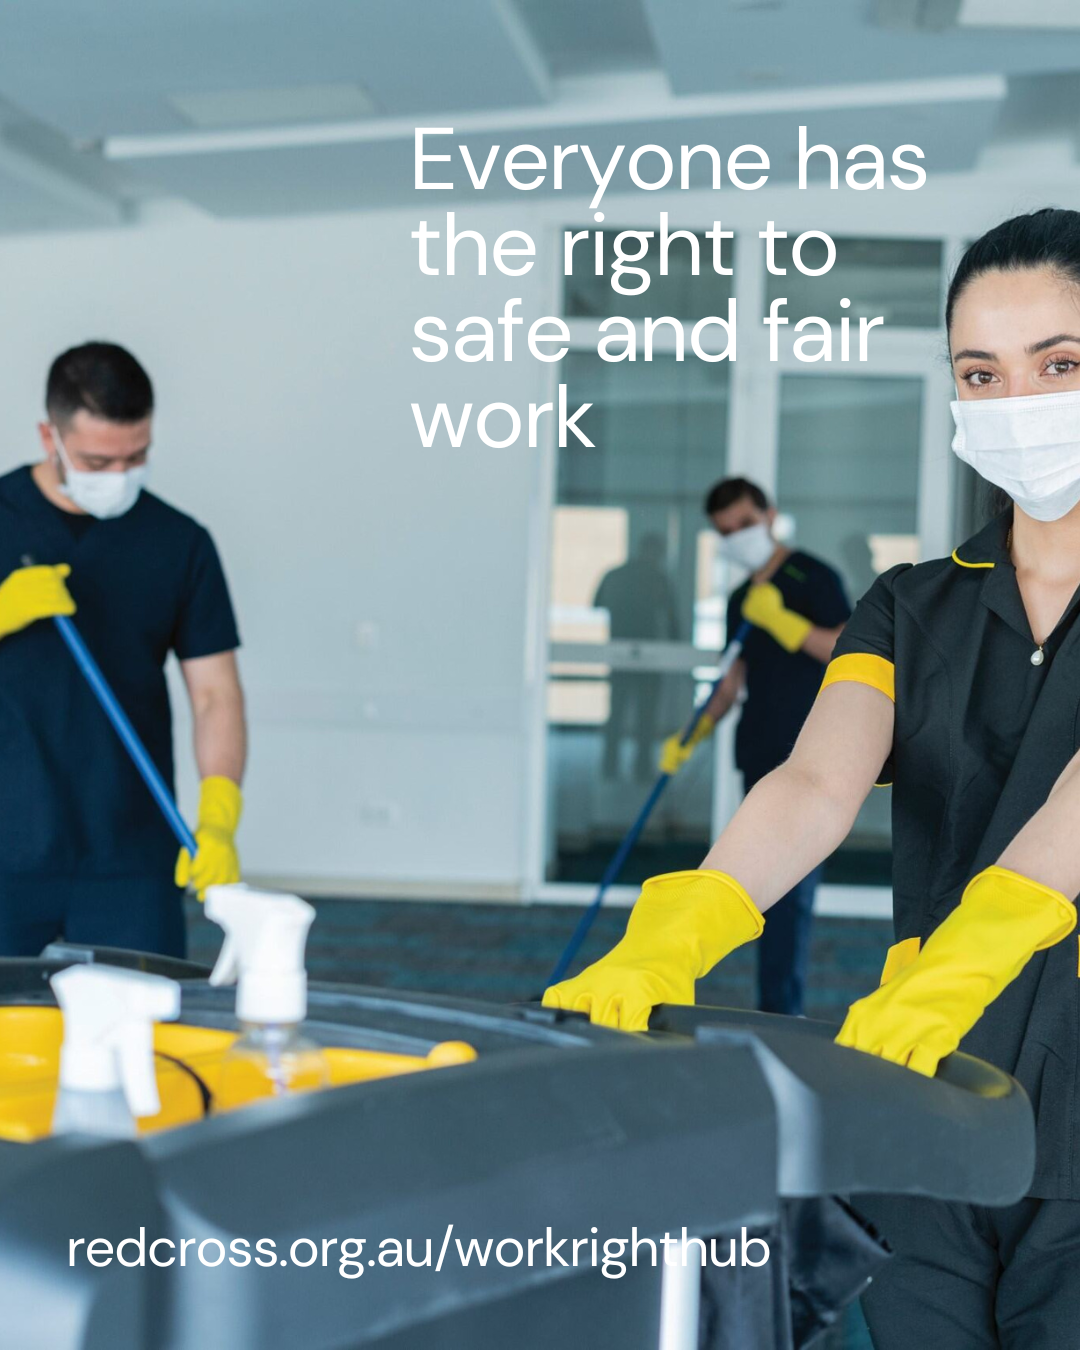 Everyone has
the right to
safe and fair
work
redcross.org.au/workrighthub